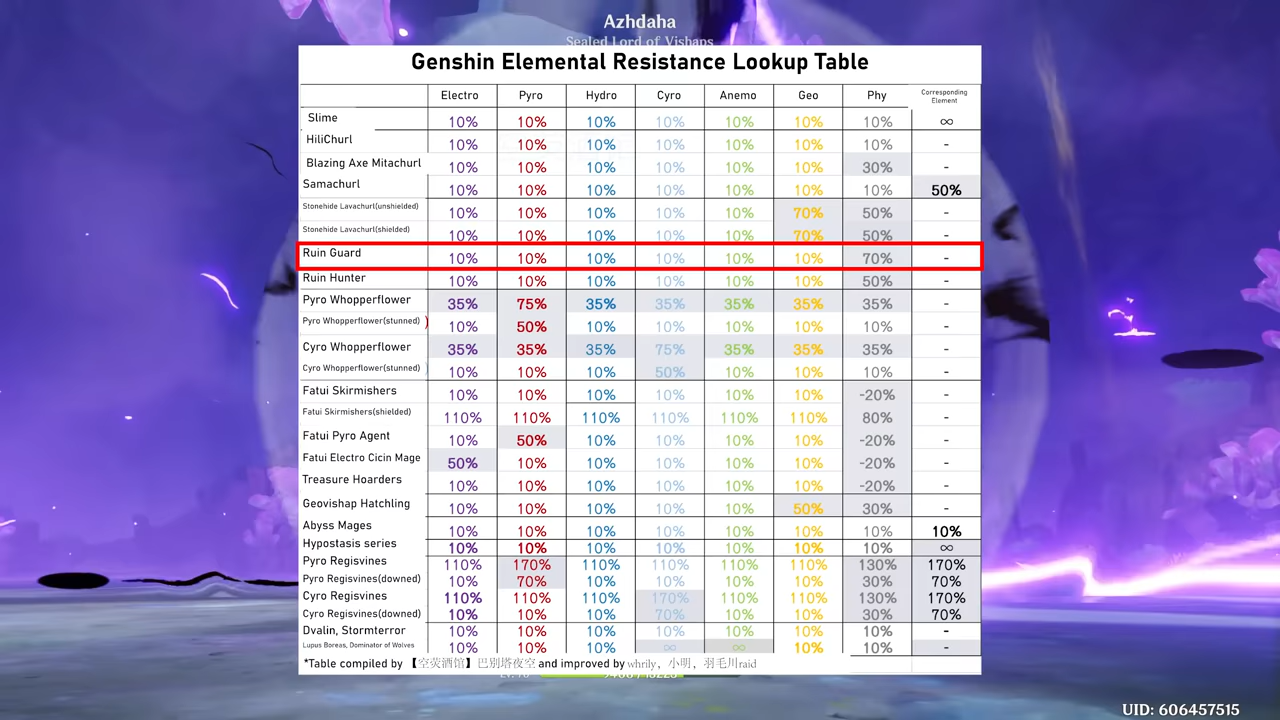 Azhdaha
Sealed Lord of Vishaps
Genshin Elemental Resistance Lookup Table
Electro Pyro Hydro Cyro Anemo Geo Phy Corresponding Element
Slime 10% 10% 10% 10% 10% 10% 10% ∞
HiliChurl 10% 10% 10% 10% 10% 10% 10% -
Blazing Axe Mitachurl 10% 10% 10% 10% 10% 10% 30% -
Samachurl 10% 10% 10% 10% 10% 10% 10% 50%
Stonehide Lavachurl(unshielded) 10% 10% 10% 10% 10% 70% 50% -
Stonehide Lavachurl(shielded) 10% 10% 10% 10% 10% 70% 50% -
Ruin Guard 10% 10% 10% 10% 10% 10% 70% -
Ruin Hunter 10% 10% 10% 10% 10% 10% 50% -
Pyro Whopperflower 35% 75% 35% 35% 35% 35% 35% -
Pyro Whopperflower(stunned) ) 10% 50% 10% 10% 10% 10% 10% -
Cyro Whopperflower 35% 35% 35% 75% 35% 35% 35% -
Cyro Whopperflower(stunned) 10% 10% 10% 50% 10% 10% 10% -
Fatui Skirmishers 10% 10% 10% 10% 10% 10% -20% -
Fatui Skirmishers(shielded) 110% 110% 110% 110% 110% 110% 80% -
Fatui Pyro Agent 10% 50% 10% 10% 10% 10% -20% -
Fatui Electro Cicin Mage 50% 10% 10% 10% 10% 10% -20% -
Treasure Hoarders 10% 10% 10% 10% 10% 10% -20% -
Geovishap Hatchling 10% 10% 10% 10% 10% 50% 30% -
Abyss Mages 10% 10% 10% 10% 10% 10% 10% 10%
Hypostasis series 10% 10% 10% 10% 10% 10% 10% ∞
Pyro Regisvines 110% 170% 110% 110% 110% 110% 130% 170%
Pyro Regisvines(downed) 10% 70% 10% 10% 10% 10% 30% 70%
Cyro Regisvines 110% 110% 110% 170% 110% 110% 130% 170%
Cyro Regisvines(downed) 10% 10% 10% 70% 10% 10% 30% 70%
Dvalin, Stormterror 10% 10% 10% 10% 10% 10% 10% -
Lupus Boreas, Dominator of Wolves 10% 10% 10% ∞ ∞ 10% 10% -
*Table compiled by 【空荧酒馆】巴别塔夜空 and improved by whrily，小明，羽毛川raid
UID: 606457515